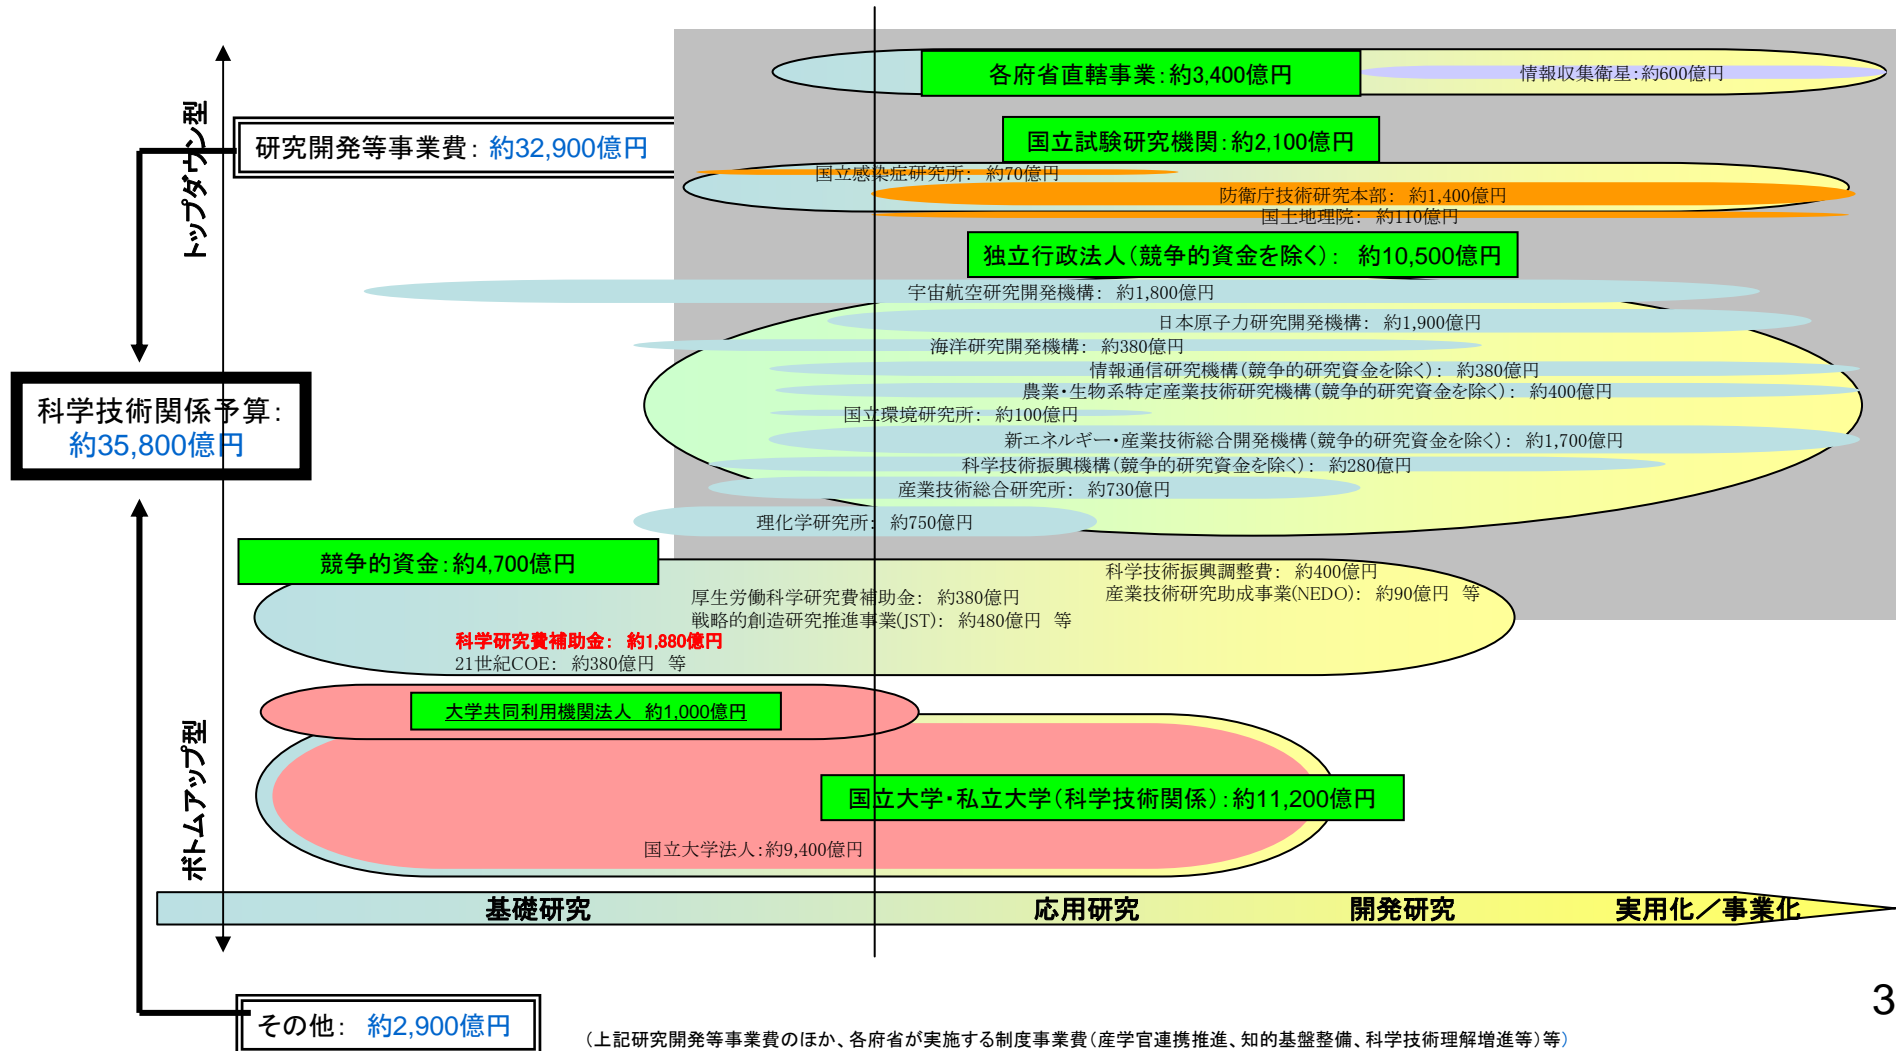 各府省直轄事業：約3,400億円
情報収集衛星：約600億円
トップダウン型
研究開発等事業費： 約32,900億円
国立試験研究機関：約2,100億円
国立感染症研究所： 約70億円
防衛庁技術研究本部： 約1,400億円
国土地理院： 約110億円
独立行政法人（競争的資金を除く）： 約10,500億円
宇宙航空研究開発機構： 約1,800億円
日本原子力研究開発機構： 約1,900億円
海洋研究開発機構： 約380億円
情報通信研究機構（競争的研究資金を除く）： 約380億円
農業・生物系特定産業技術研究機構（競争的研究資金を除く）： 約400億円
国立環境研究所： 約100億円
新エネルギー・産業技術総合開発機構（競争的研究資金を除く）： 約1,700億円
科学技術振興機構（競争的研究資金を除く）： 約280億円
産業技術総合研究所： 約730億円
理化学研究所： 約750億円
科学技術関係予算：
約35,800億円
競争的資金：約4,700億円
科学技術振興調整費： 約400億円
産業技術研究助成事業(NEDO)： 約90億円 等
厚生労働科学研究費補助金： 約380億円
戦略的創造研究推進事業(JST)： 約480億円 等
科学研究費補助金： 約1,880億円
21世紀COE： 約380億円 等
ボトムアップ型
大学共同利用機関法人 約1,000億円
国立大学・私立大学（科学技術関係）：約11,200億円
国立大学法人：約9,400億円
基礎研究 応用研究 開発研究 実用化／事業化
その他： 約2,900億円
（上記研究開発等事業費のほか、各府省が実施する制度事業費（産学官連携推進、知的基盤整備、科学技術理解増進等）等）
3